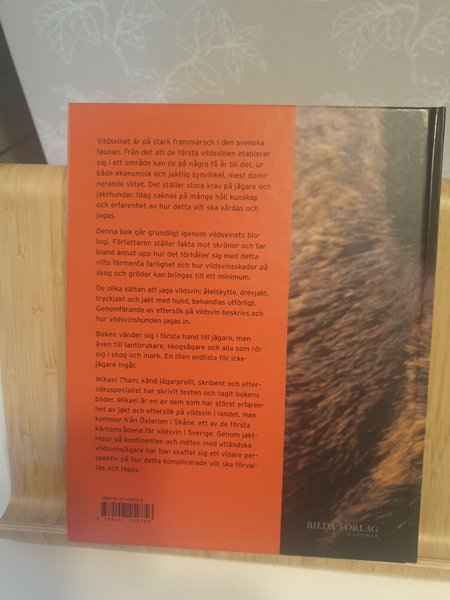 Vildsvinet är på stark frammarsch i den svenska
faunan. Från det att de första vildsvinen etablerar
sig i ett område kan de på några få år bli det, ur
både ekonomisk och jaktlig synvinkel, mest domi-
nerande viltet. Det ställer stora krav på jägare och
jakthundar. Idag saknas på många håll kunskap
och erfarenhet av hur detta vilt ska vårdas och
jagas.
Denna bok går grundligt igenom vildsvinets bio-
logi. Författaren ställer fakta mot skrönor och tar
bland annat upp hur det förhåller sig med detta
vilts förmenta farlighet och hur vildsvinsskador på
skog och grödor kan bringas till ett minimum.
De olika sätten att jaga vildsvin; åtelskytte, drevjakt,
tryckjakt och jakt med hund, behandlas utförligt.
Genomförande av eftersök på vildsvin beskrivs och
hur vildsvinshunden jagas in.
Boken vänder sig i första hand till jägare, men
även till lantbrukare, skogsägare och alla som rör
sig i skog och mark. En liten ordlista för icke-
jägare ingår.
Mikael Tham, känd jägarprofil, skribent och efter-
söksspecialist har skrivit texten och tagit bokens
bilder. Mikael är en av dem som har störst erfaren-
het av jakt och eftersök på vildsvin i landet. Han
kommer från Österlen i Skåne, ett av de första
kärnområdena för vildsvin i Sverige. Genom jakt-
resor på kontinenten och möten med utländska
vildsvinsjägare har han skaffat sig ett vidare per-
spektiv på hur detta komplicerade vilt ska förval-
tas och jagas.
BILDA FÖRLAG
NATURIA